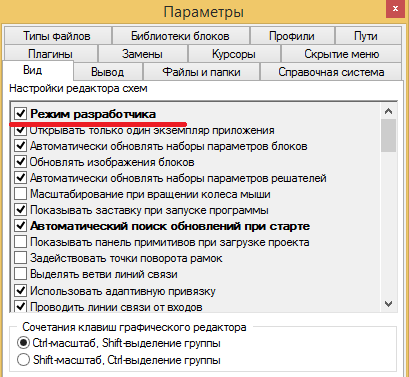 Параметры
x
Типы файлов
Библиотеки блоков
Профили
Пути
Плагины
Замены
Курсоры
Скрытие меню
Вид
Вывод
Файлы и папки
Справочная система
Настройки редактора схем
Режим разработчика
Открывать только один экземпляр приложения
Автоматически обновлять наборы параметров блоков
Обновлять изображения блоков
Автоматически обновлять наборы параметров решателей
Масштабирование при вращении колеса мыши
Показывать заставку при запуске программы
Автоматический поиск обновлений при старте
Показывать панель примитивов при загрузке проекта
Задействовать точки поворота рамок
Выделять ветви линий связи
Использовать адаптивную привязку
Проводить линии связи от входов
Сочетания клавиш графического редактора
Ctrl-масштаб, Shift-выделение группы
Shift-масштаб, Ctrl-выделение группы